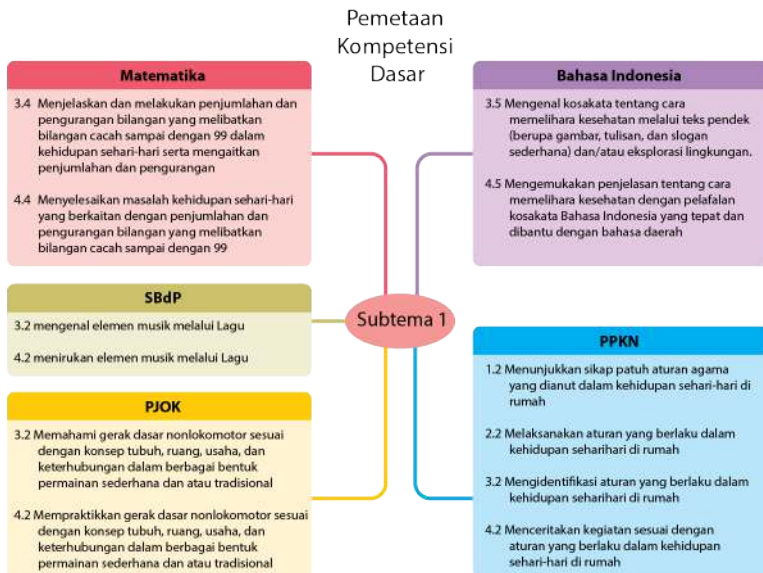 Pemetaan
Kompetensi
Dasar
Matematika
3.4 Menjelaskan dan melakukan penjumlahan dan
pengurangan bilangan yang melibatkan
bilangan cacah sampai dengan 99 dalam
kehidupan sehari-hari serta mengaitkan
penjumlahan dan pengurangan
4.4 Menyelesaikan masalah kehidupan sehari-hari
yang berkaitan dengan penjumlahan dan
pengurangan bilangan yang melibatkan
bilangan cacah sampai dengan 99
Bahasa Indonesia
3.5 Mengenal kosakata tentang cara
memelihara kesehatan melalui teks pendek
(berupa gambar, tulisan, dan slogan
sederhana) dan/atau eksplorasi lingkungan.
4.5 Mengemukakan penjelasan tentang cara
memelihara kesehatan dengan pelafalan
kosakata Bahasa Indonesia yang tepat dan
dibantu dengan bahasa daerah
SBdP
3.2 mengenal elemen musik melalui Lagu
4.2 menirukan elemen musik melalui Lagu
Subtema 1
PJOK
3.2 Memahami gerak dasar nonlokomotor sesuai
dengan konsep tubuh, ruang, usaha, dan
keterhubungan dalam berbagai bentuk
permainan sederhana dan atau tradisional
4.2 Mempraktikkan gerak dasar nonlokomotor sesuai
dengan konsep tubuh, ruang, usaha, dan
keterhubungan dalam berbagai bentuk
permainan sederhana dan atau tradisional
PPKN
1.2 Menunjukkan sikap patuh aturan agama
yang dianut dalam kehidupan sehari-hari di
rumah
2.2 Melaksanakan aturan yang berlaku dalam
kehidupan seharihari di rumah
3.2 Mengidentifikasi aturan yang berlaku dalam
kehidupan seharihari di rumah
4.2 Menceritakan kegiatan sesuai dengan
aturan yang berlaku dalam kehidupan
sehari-hari di rumah